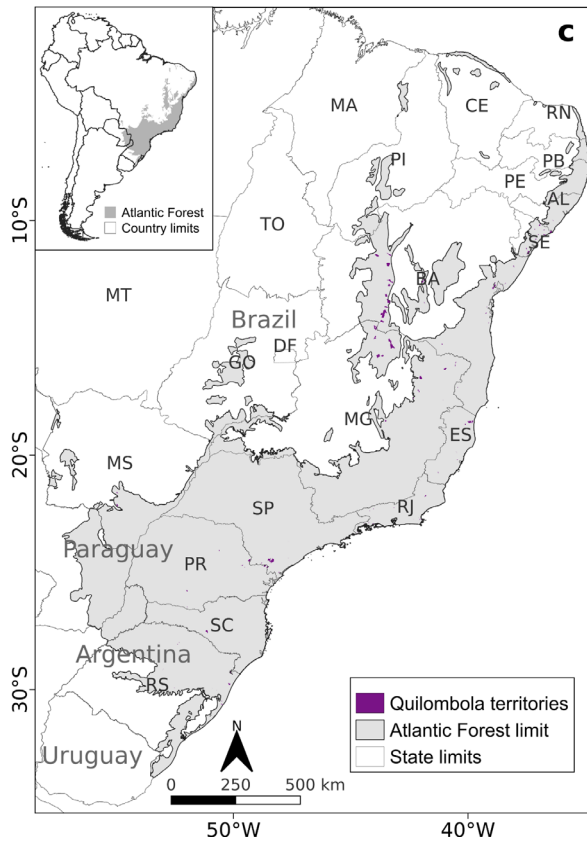 c
Atlantic Forest
Country limits
MA
CE
RN
PI
PB
PE
AL
SE
10°S
TO
BA
MT
Brazil
DF
GO
MG
ES
20°S
MS
SP
RJ
Paraguay
PR
SC
Argentina
RS
30°S
Uruguay
N
0 250 500 km
Quilombola territories
Atlantic Forest limit
State limits
50°W 40°W